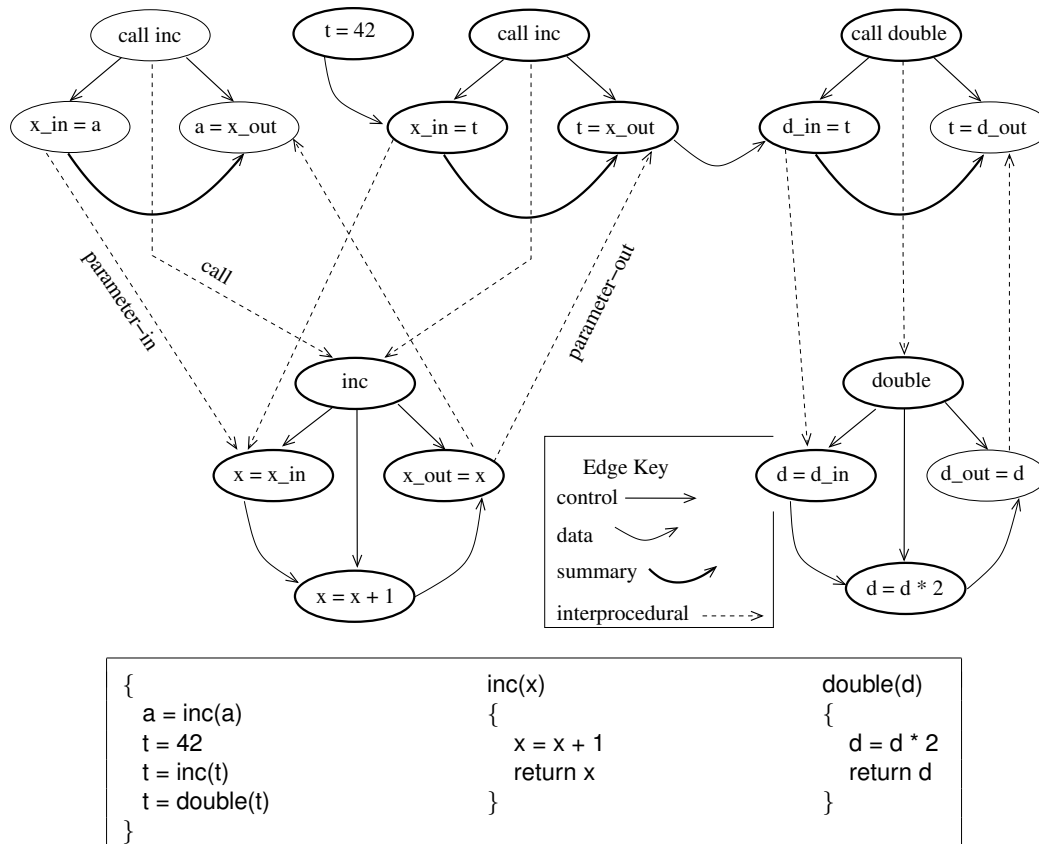 call inc
t = 42
call inc
call double
x_in = a
a = x_out
x_in = t
t = x_out
d_in = t
t = d_out
parameter−in
call
parameter−out
inc
double
x = x_in
x_out = x
d = d_in
d_out = d
x = x + 1
d = d * 2
Edge Key
control
data
summary
interprocedural
{
a = inc(a)
t = 42
t = inc(t)
t = double(t)
}
inc(x)
{
x = x + 1
return x
}
double(d)
{
d = d * 2
return d
}